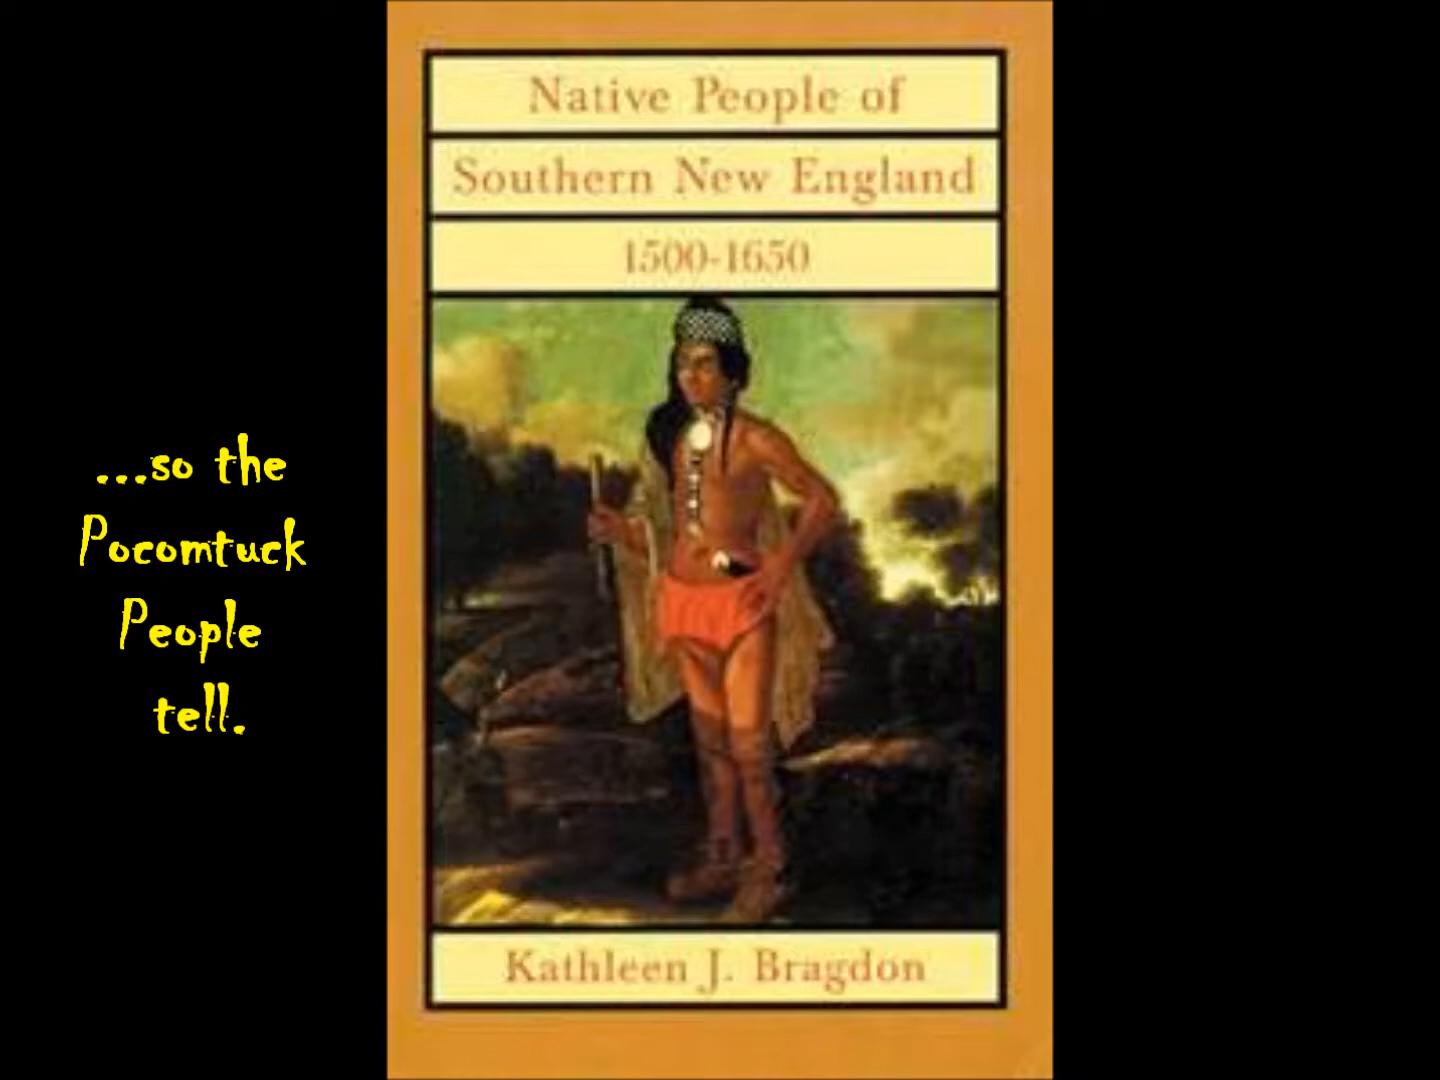 ...so the
Pocomtuck
People
tell.
Native People of
Southern New England
1500-1650
Kathleen J. Bragdon